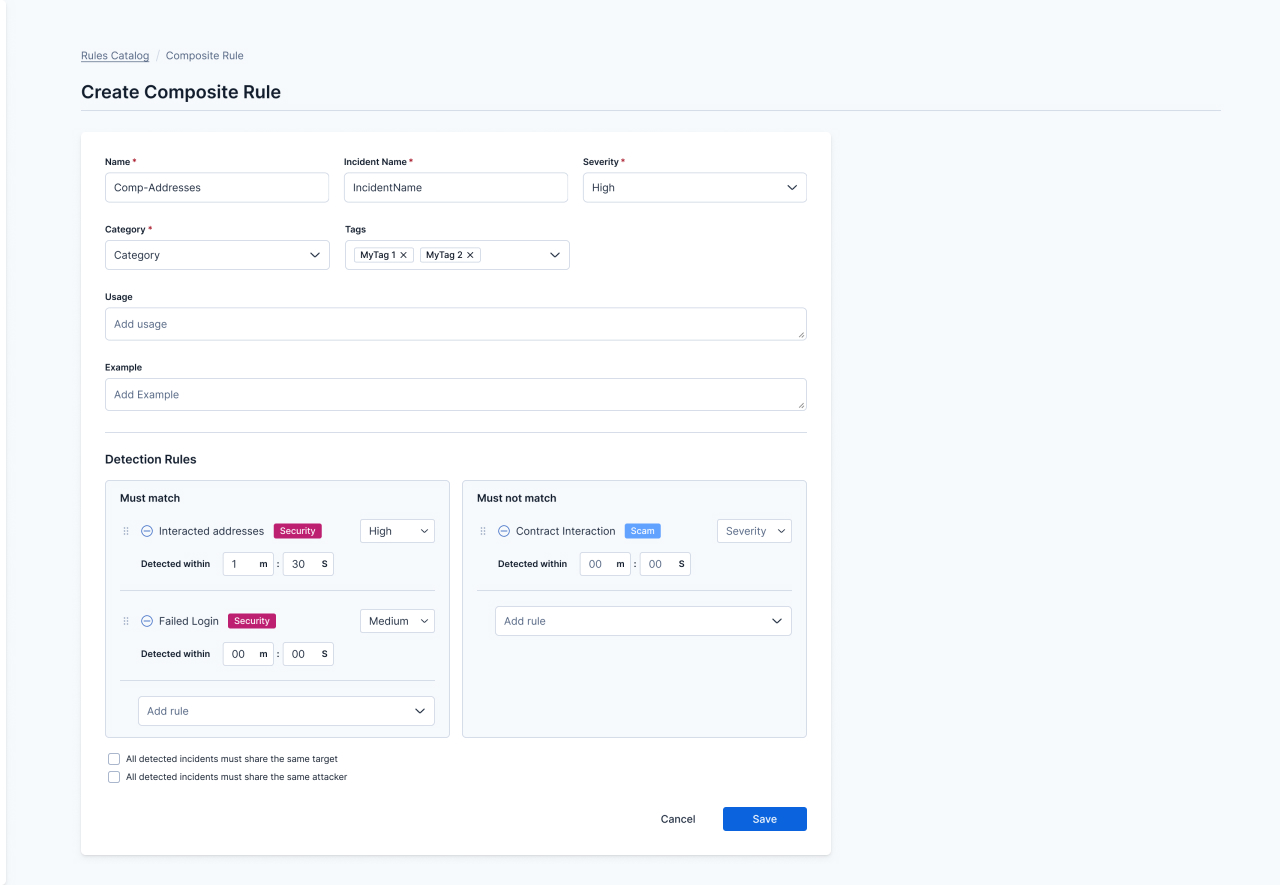 Rules Catalog / Composite Rule
Create Composite Rule
Name * Incident Name * Severity *
Comp-Addresses IncidentName High
Category * Tags
Category MyTag 1 × MyTag 2 ×
Usage
Add usage
Example
Add Example
Detection Rules
Must match
Interacted addresses Security High
Detected within 1 m : 30 S
Failed Login Security Medium
Detected within 00 m : 00 S
Add rule
Must not match
Contract Interaction Scam Severity
Detected within 00 m : 00 S
Add rule
All detected incidents must share the same target
All detected incidents must share the same attacker
Cancel Save